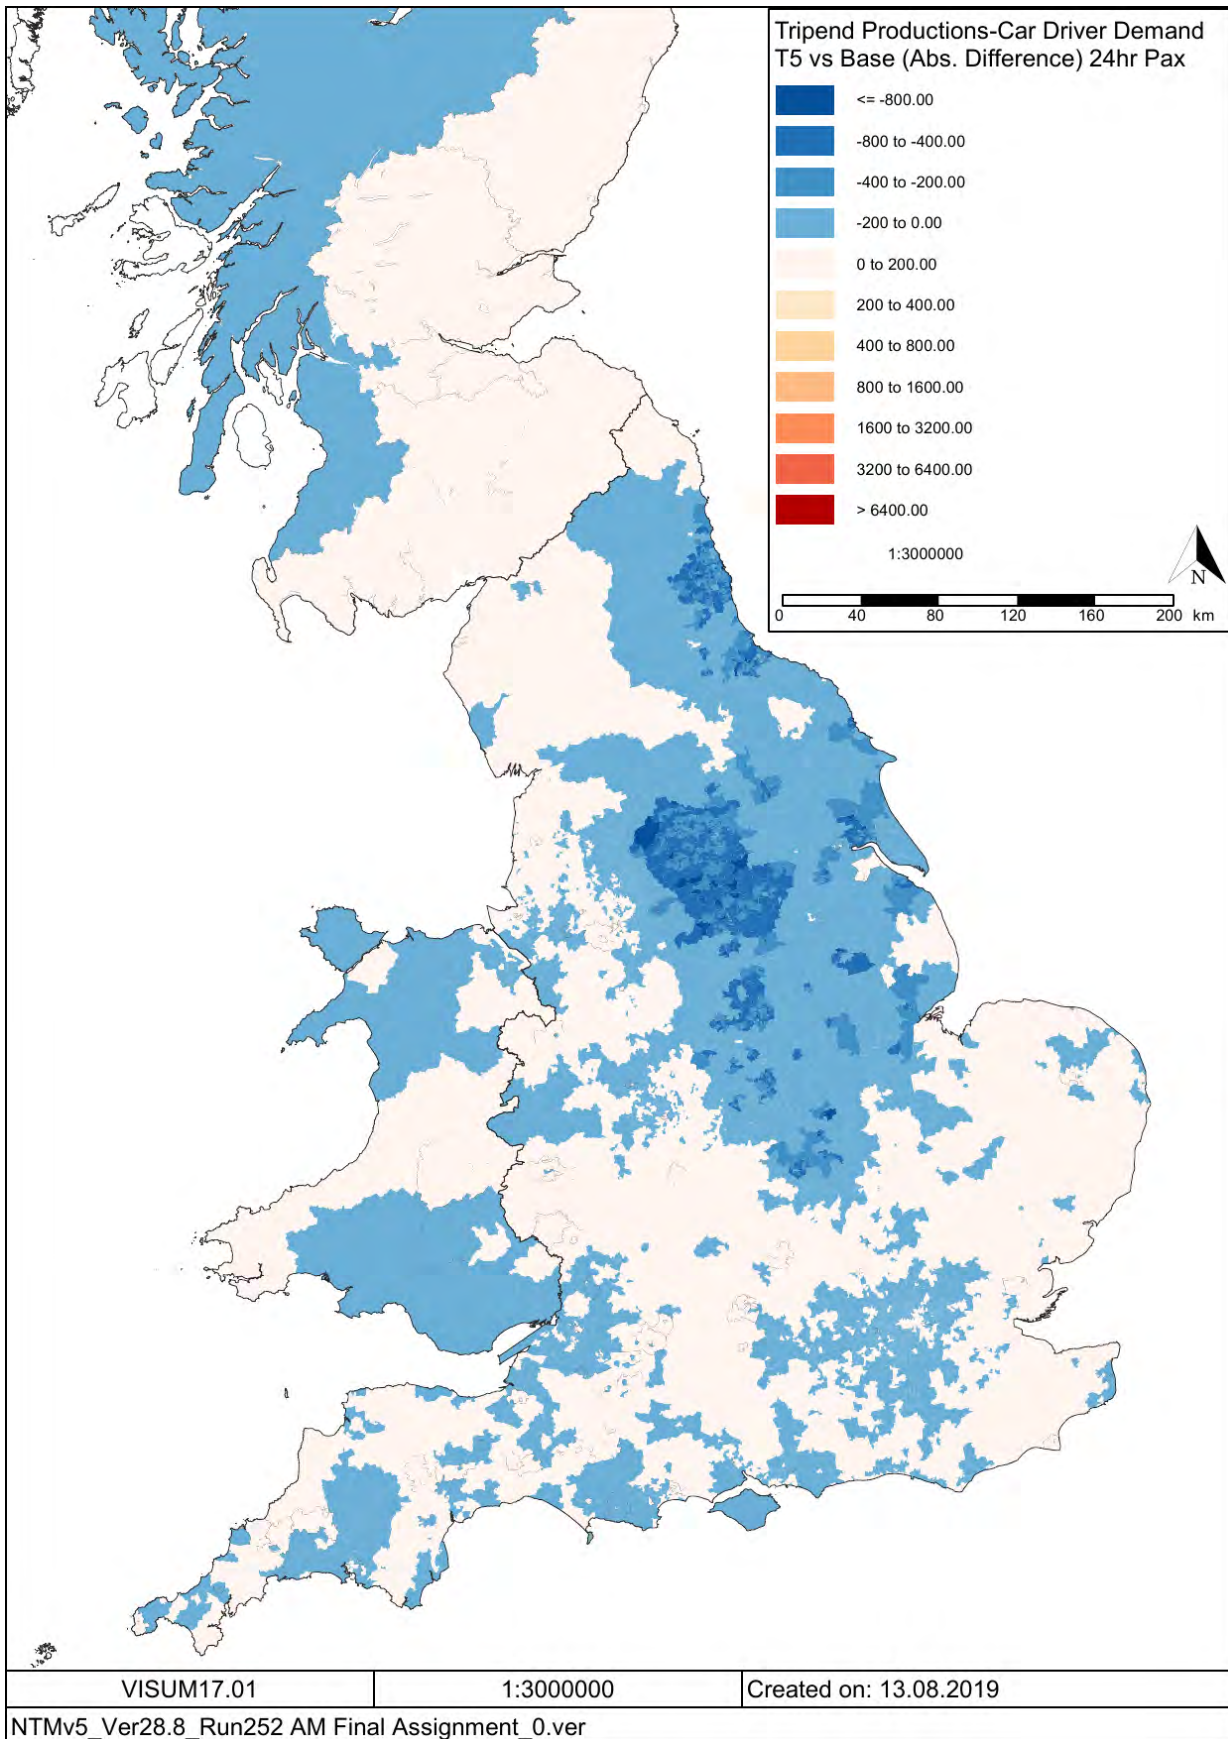 Tripend Productions-Car Driver Demand
T5 vs Base (Abs. Difference) 24hr Pax
<= -800.00
-800 to -400.00
-400 to -200.00
-200 to 0.00
0 to 200.00
200 to 400.00
400 to 800.00
800 to 1600.00
1600 to 3200.00
3200 to 6400.00
> 6400.00
1:3000000
N
0 40 80 120 160 200 km
VISUM17.01 1:3000000 Created on: 13.08.2019
NTMv5_Ver28.8_Run252 AM Final Assignment_0.ver